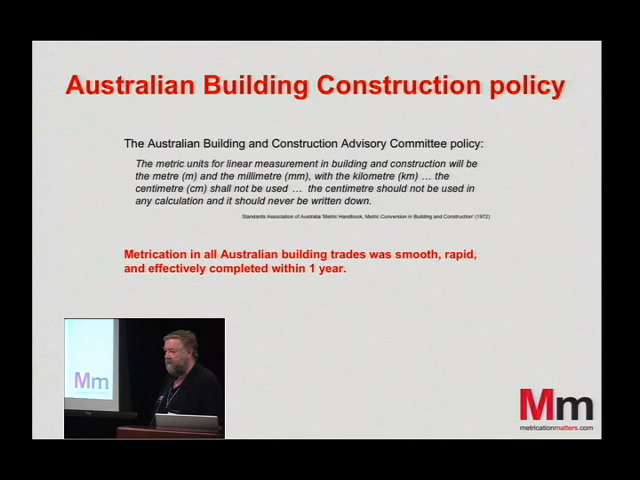 Australian Building Construction policy
The Australian Building and Construction Advisory Committee policy:
The metric units for linear measurement in building and construction will be
the metre (m) and the millimetre (mm), with the kilometre (km) … the
centimetre (cm) shall not be used … the centimetre should not be used in
any calculation and it should never be written down.
Standards Association of Australia 'Metric Handbook, Metric Conversion in Building and Construction' (1972)
Metrication in all Australian building trades was smooth, rapid,
and effectively completed within 1 year.
Mm
Mm
metricationmatters.com